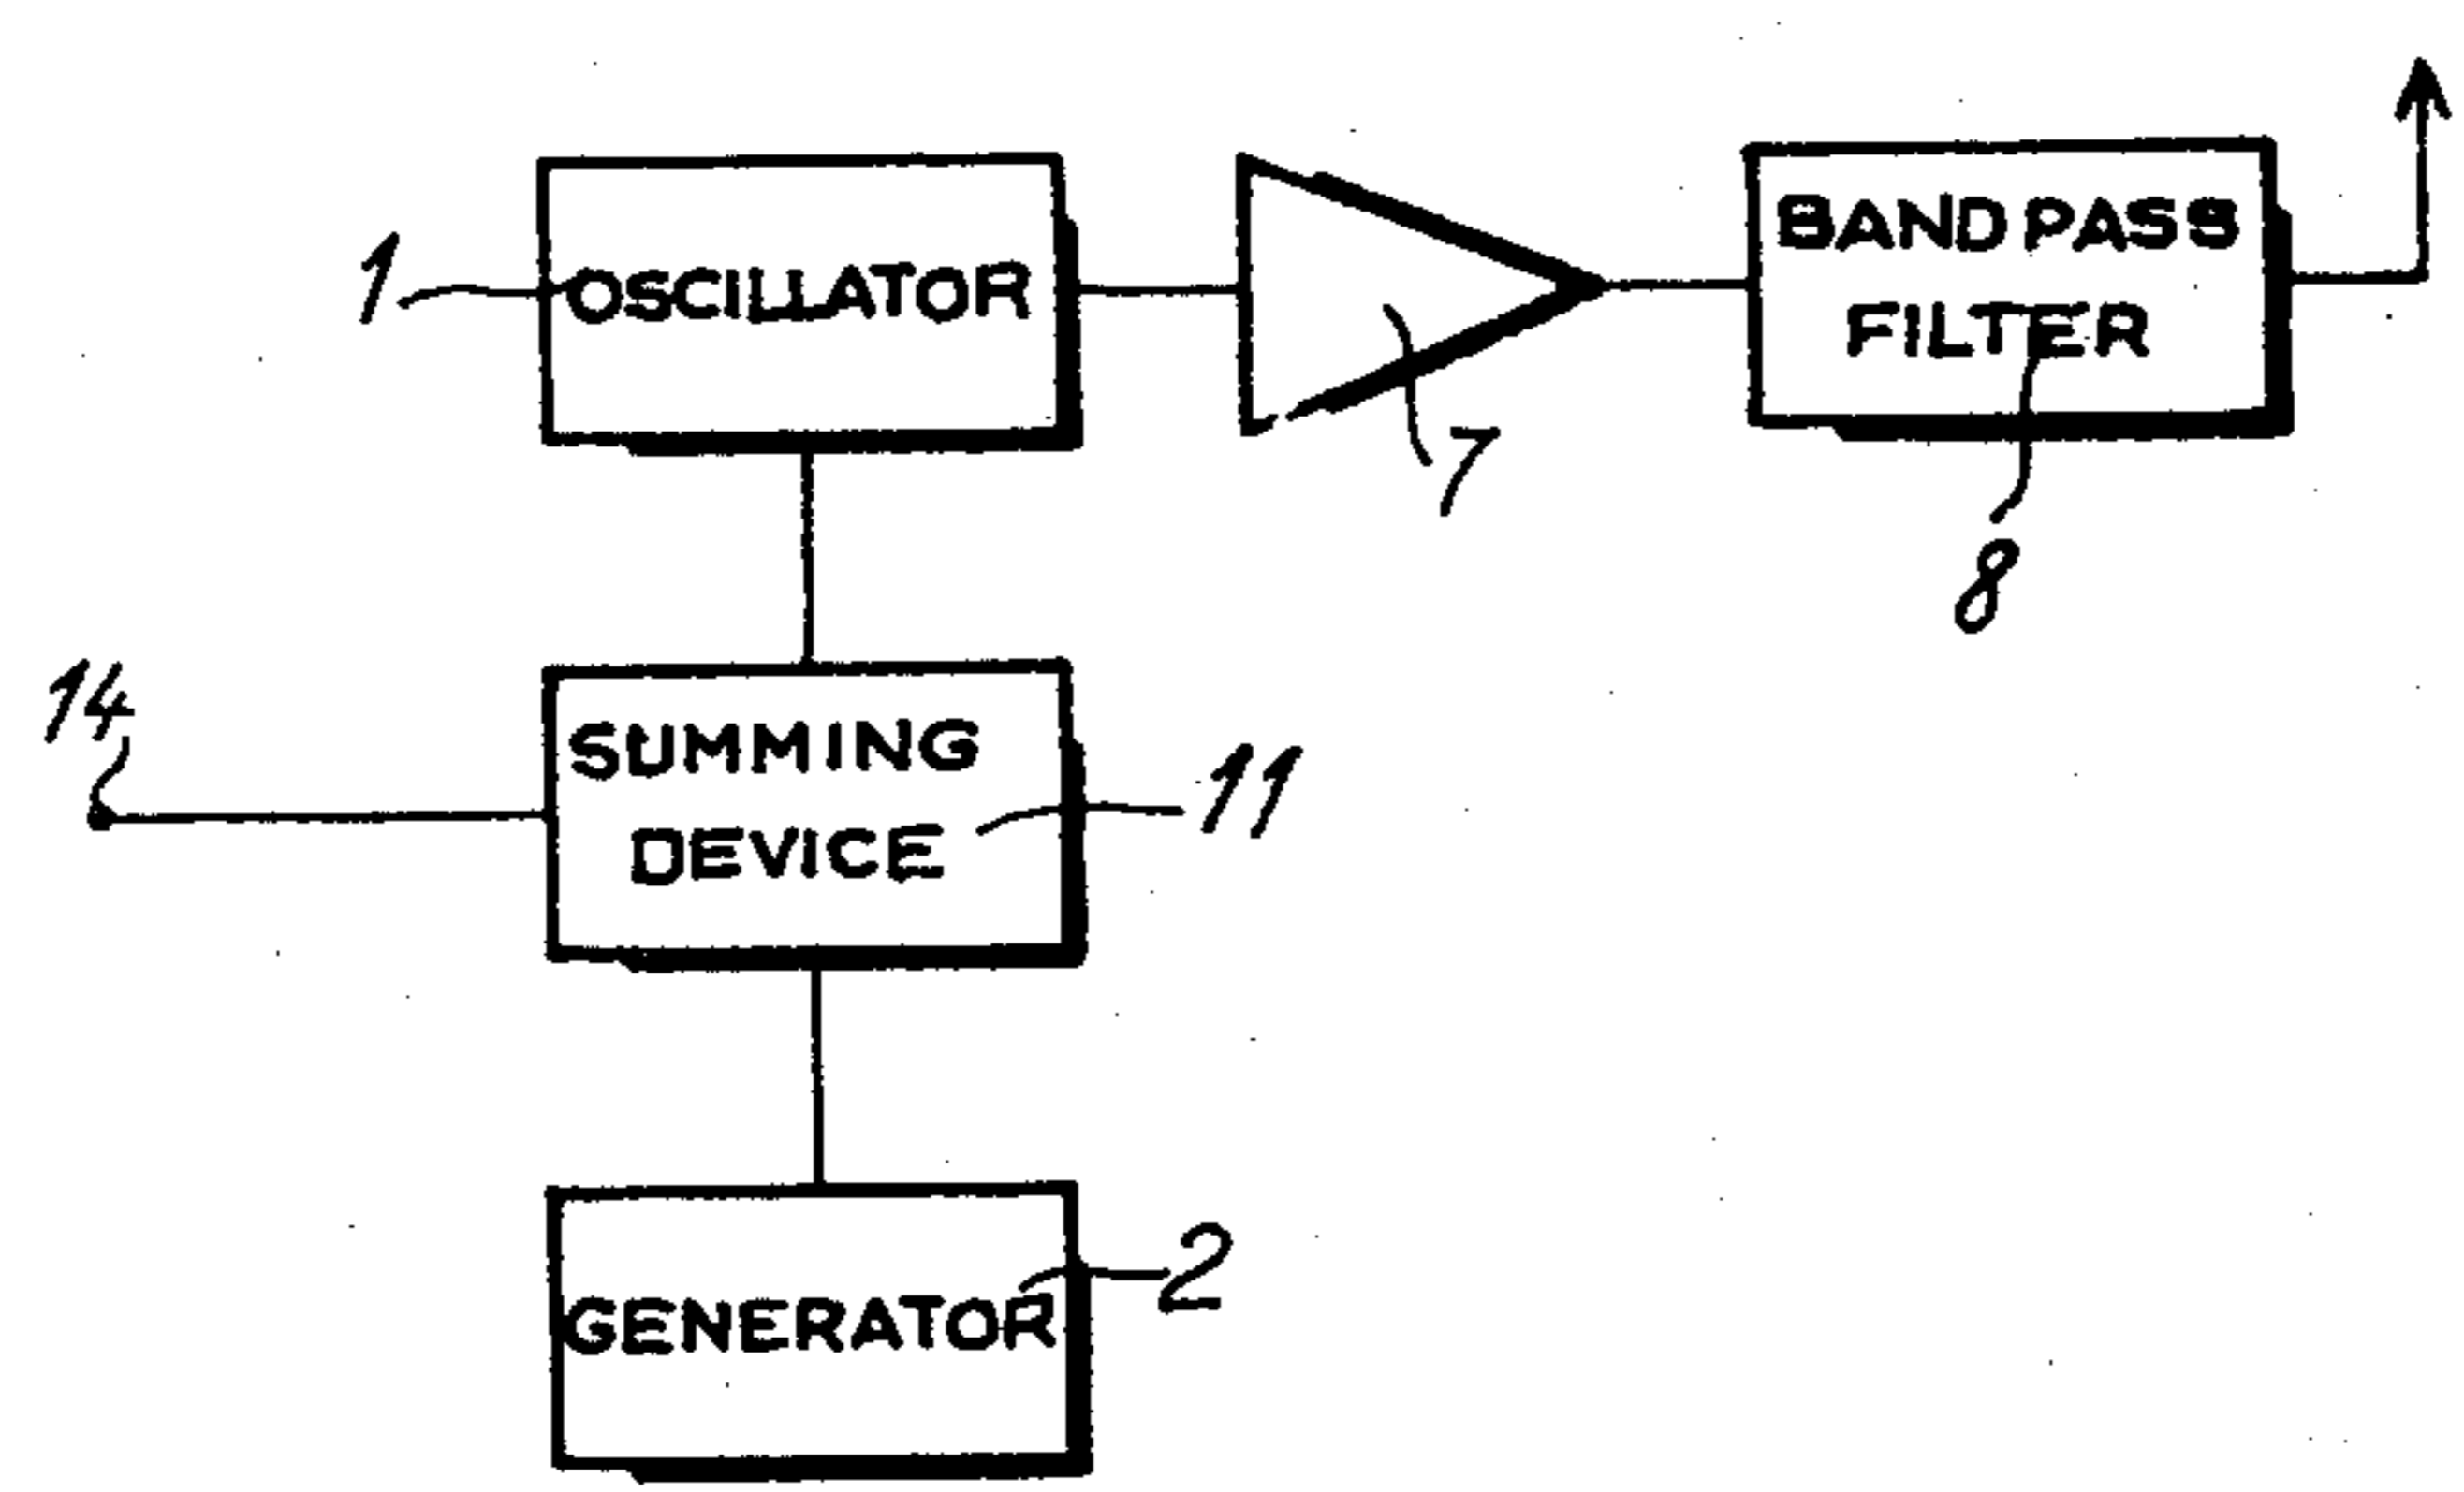 1
OSCILLATOR
BAND PASS
FILTER
7
8
14
SUMMING
DEVICE
11
GENERATOR
2